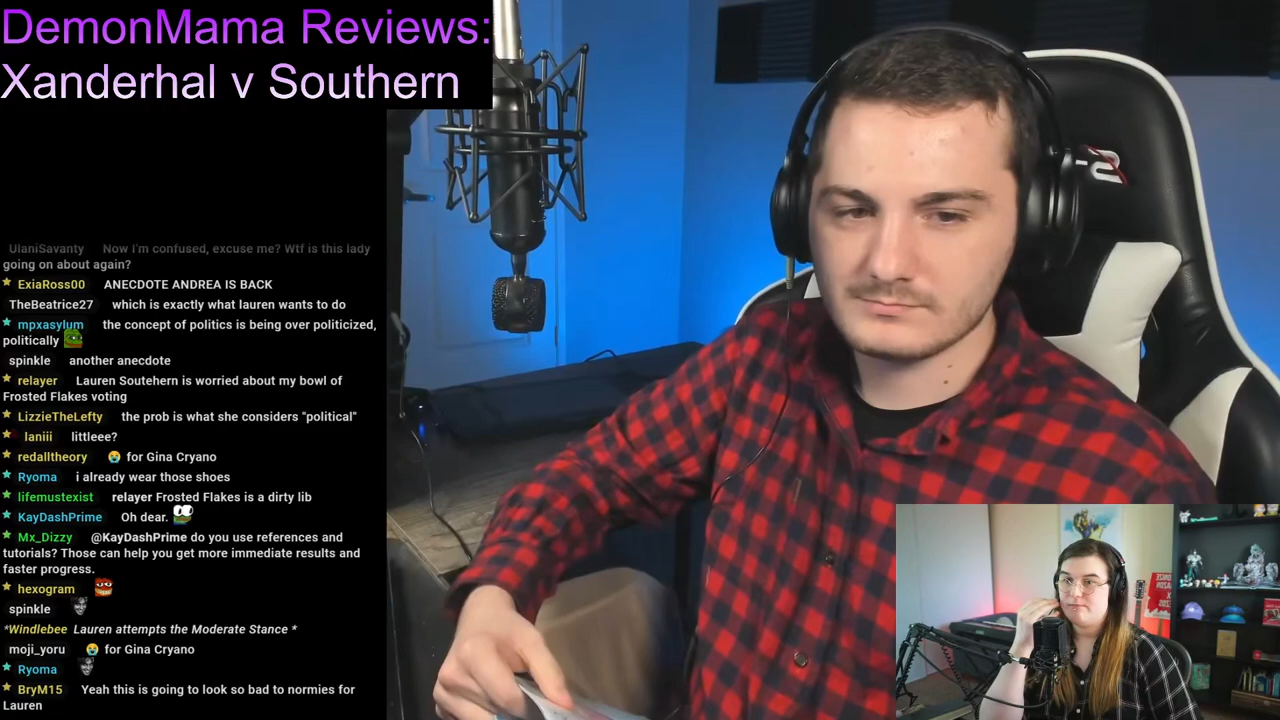 DemonMama Reviews:
Xanderhal v Southern
UlaniSavanty Now I'm confused, excuse me? Wtf is this lady
going on about again?
ExiaRoss00 ANECDOTE ANDREA IS BACK
TheBeatrice27 which is exactly what lauren wants to do
mpxasylum the concept of politics is being over politicized,
politically
spinkle another anecdote
relayer Lauren Soutehern is worried about my bowl of
Frosted Flakes voting
LizzieTheLefty the prob is what she considers "political"
laniii littleee?
redalltheory 😭 for Gina Cryano
Ryoma i already wear those shoes
lifemustexist relayer Frosted Flakes is a dirty lib
KayDashPrime Oh dear.
Mx_Dizzy @KayDashPrime do you use references and
tutorials? Those can help you get more immediate results and
faster progress.
hexogram
spinkle
*Windlebee Lauren attempts the Moderate Stance *
moji_yoru 😭 for Gina Cryano
Ryoma
BryM15 Yeah this is going to look so bad to normies for
Lauren